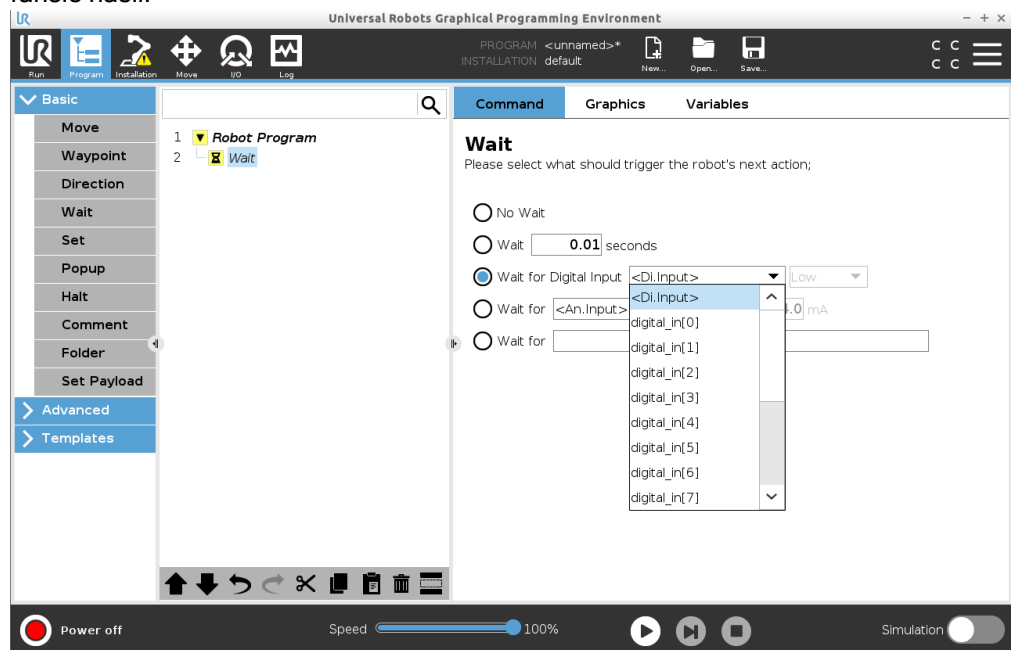 Universal Robots Graphical Programming Environment
UR
Run
Program
Installation
Move
I/O
Log
PROGRAM <unnamed>*
INSTALLATION default
New...
Open...
Save...
C C
C C
Basic
Move
Waypoint
Direction
Wait
Set
Popup
Halt
Comment
Folder
Set Payload
Advanced
Templates
1 Robot Program
2 Wait
Command Graphics Variables
Wait
Please select what should trigger the robot's next action;
No Wait
Wait 0.01 seconds
Wait for Digital Input <Di.Input> Low
Wait for <An.Input> mA
Wait for
<Di.Input>
digital_in[0]
digital_in[1]
digital_in[2]
digital_in[3]
digital_in[4]
digital_in[5]
digital_in[6]
digital_in[7]
Power off
Speed 100%
Simulation